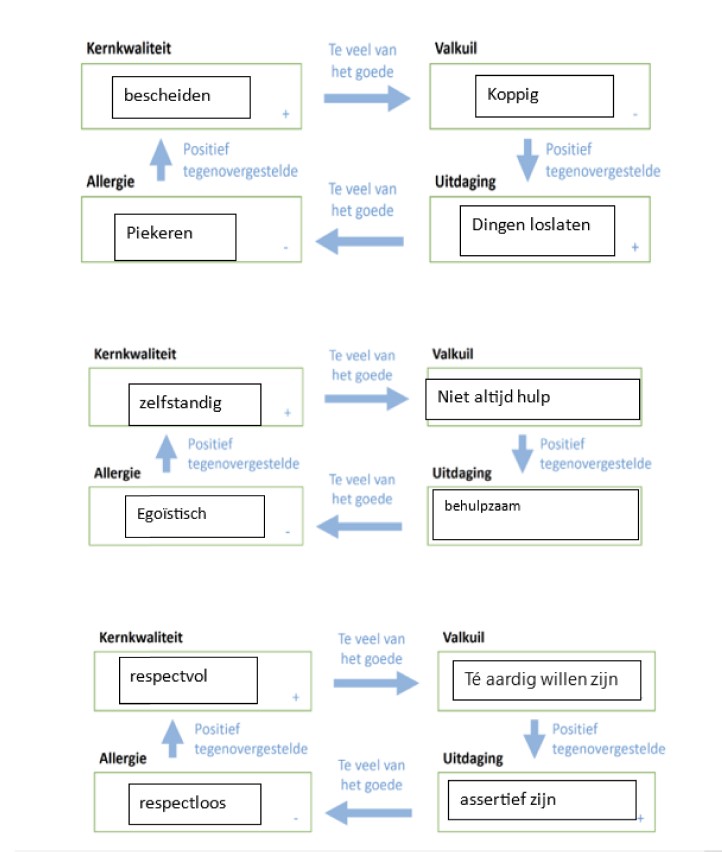 Kernkwaliteit
Te veel van
het goede
Valkuil
bescheiden
+
Koppig
-
Positief
tegenovergestelde
Positief
tegenovergestelde
Allergie
Te veel van
het goede
Uitdaging
Piekeren
-
Dingen loslaten
+
Kernkwaliteit
Te veel van
het goede
Valkuil
zelfstandig
+
Niet altijd hulp
Positief
tegenovergestelde
Positief
tegenovergestelde
Allergie
Te veel van
het goede
Uitdaging
Egoïstisch
-
behulpzaam
Kernkwaliteit
Te veel van
het goede
Valkuil
respectvol
+
Té aardig willen zijn
Positief
tegenovergestelde
Positief
tegenovergestelde
Allergie
Te veel van
het goede
Uitdaging
respectloos
-
assertief zijn
+